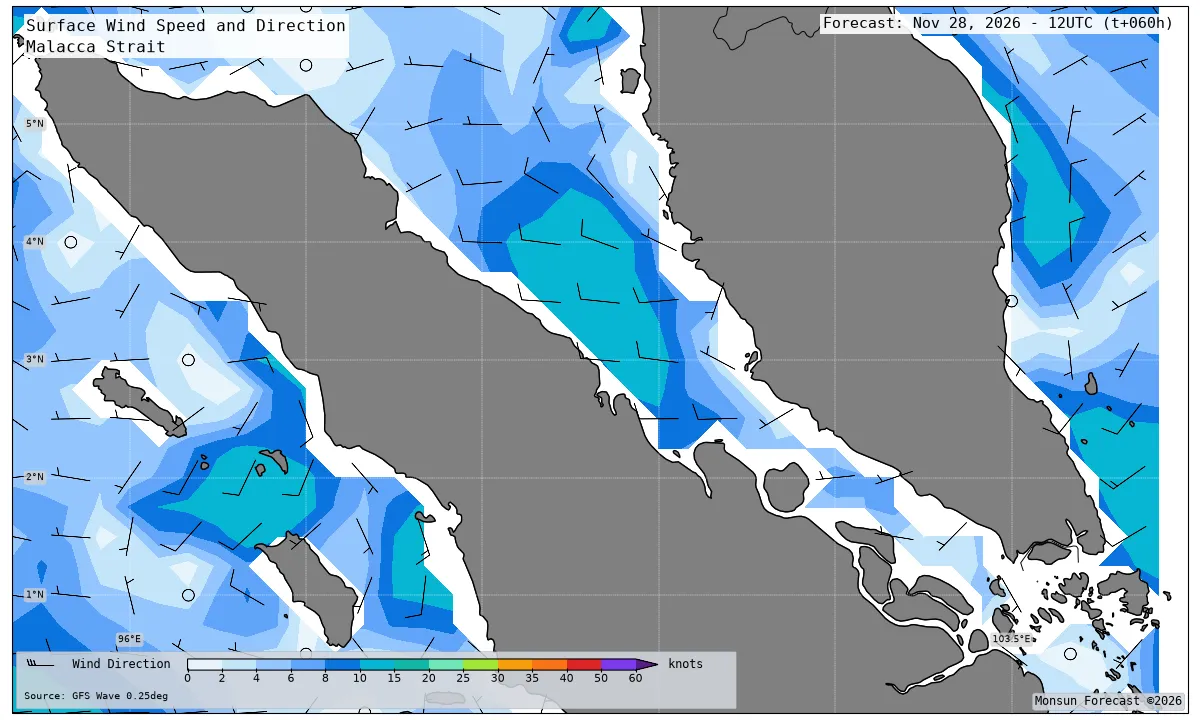 Surface Wind Speed and Direction
Malacca Strait
Forecast: Nov 28, 2026 - 12UTC (t+060h)
5°N
4°N
3°N
2°N
1°N
96°E
103.5°E
Wind Direction
knots
0 2 4 6 8 10 15 20 25 30 35 40 50 60
Source: GFS Wave 0.25deg
Monsun Forecast ©2026